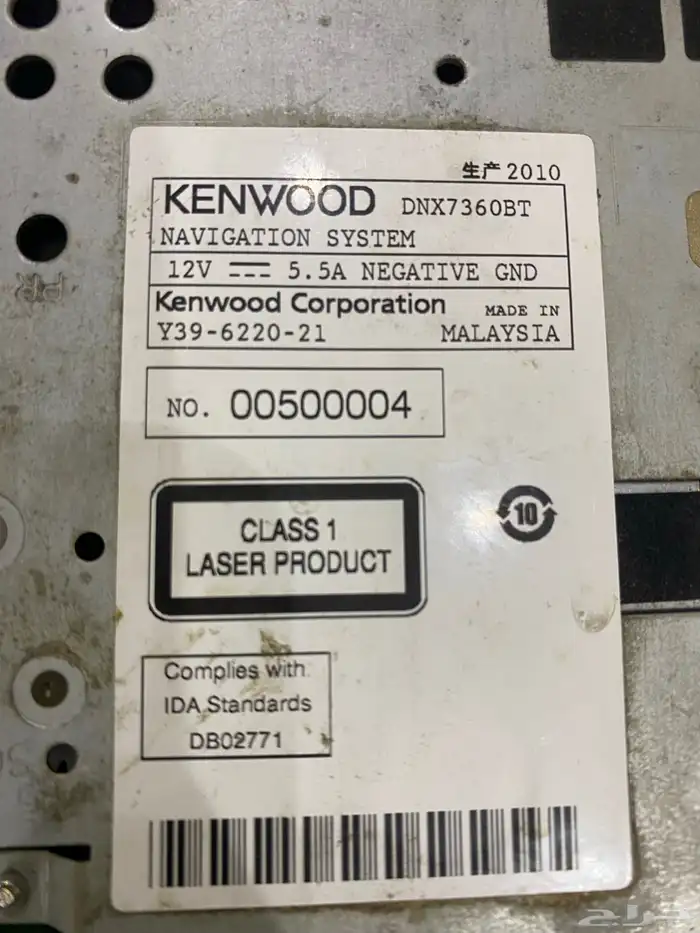 生产 2010
KENWOOD DNX7360BT
NAVIGATION SYSTEM
12V 5.5A NEGATIVE GND
Kenwood Corporation MADE IN
Y39-6220-21 MALAYSIA
NO. 00500004
CLASS 1
LASER PRODUCT
10
Complies with
IDA Standards
DB02771
حراج